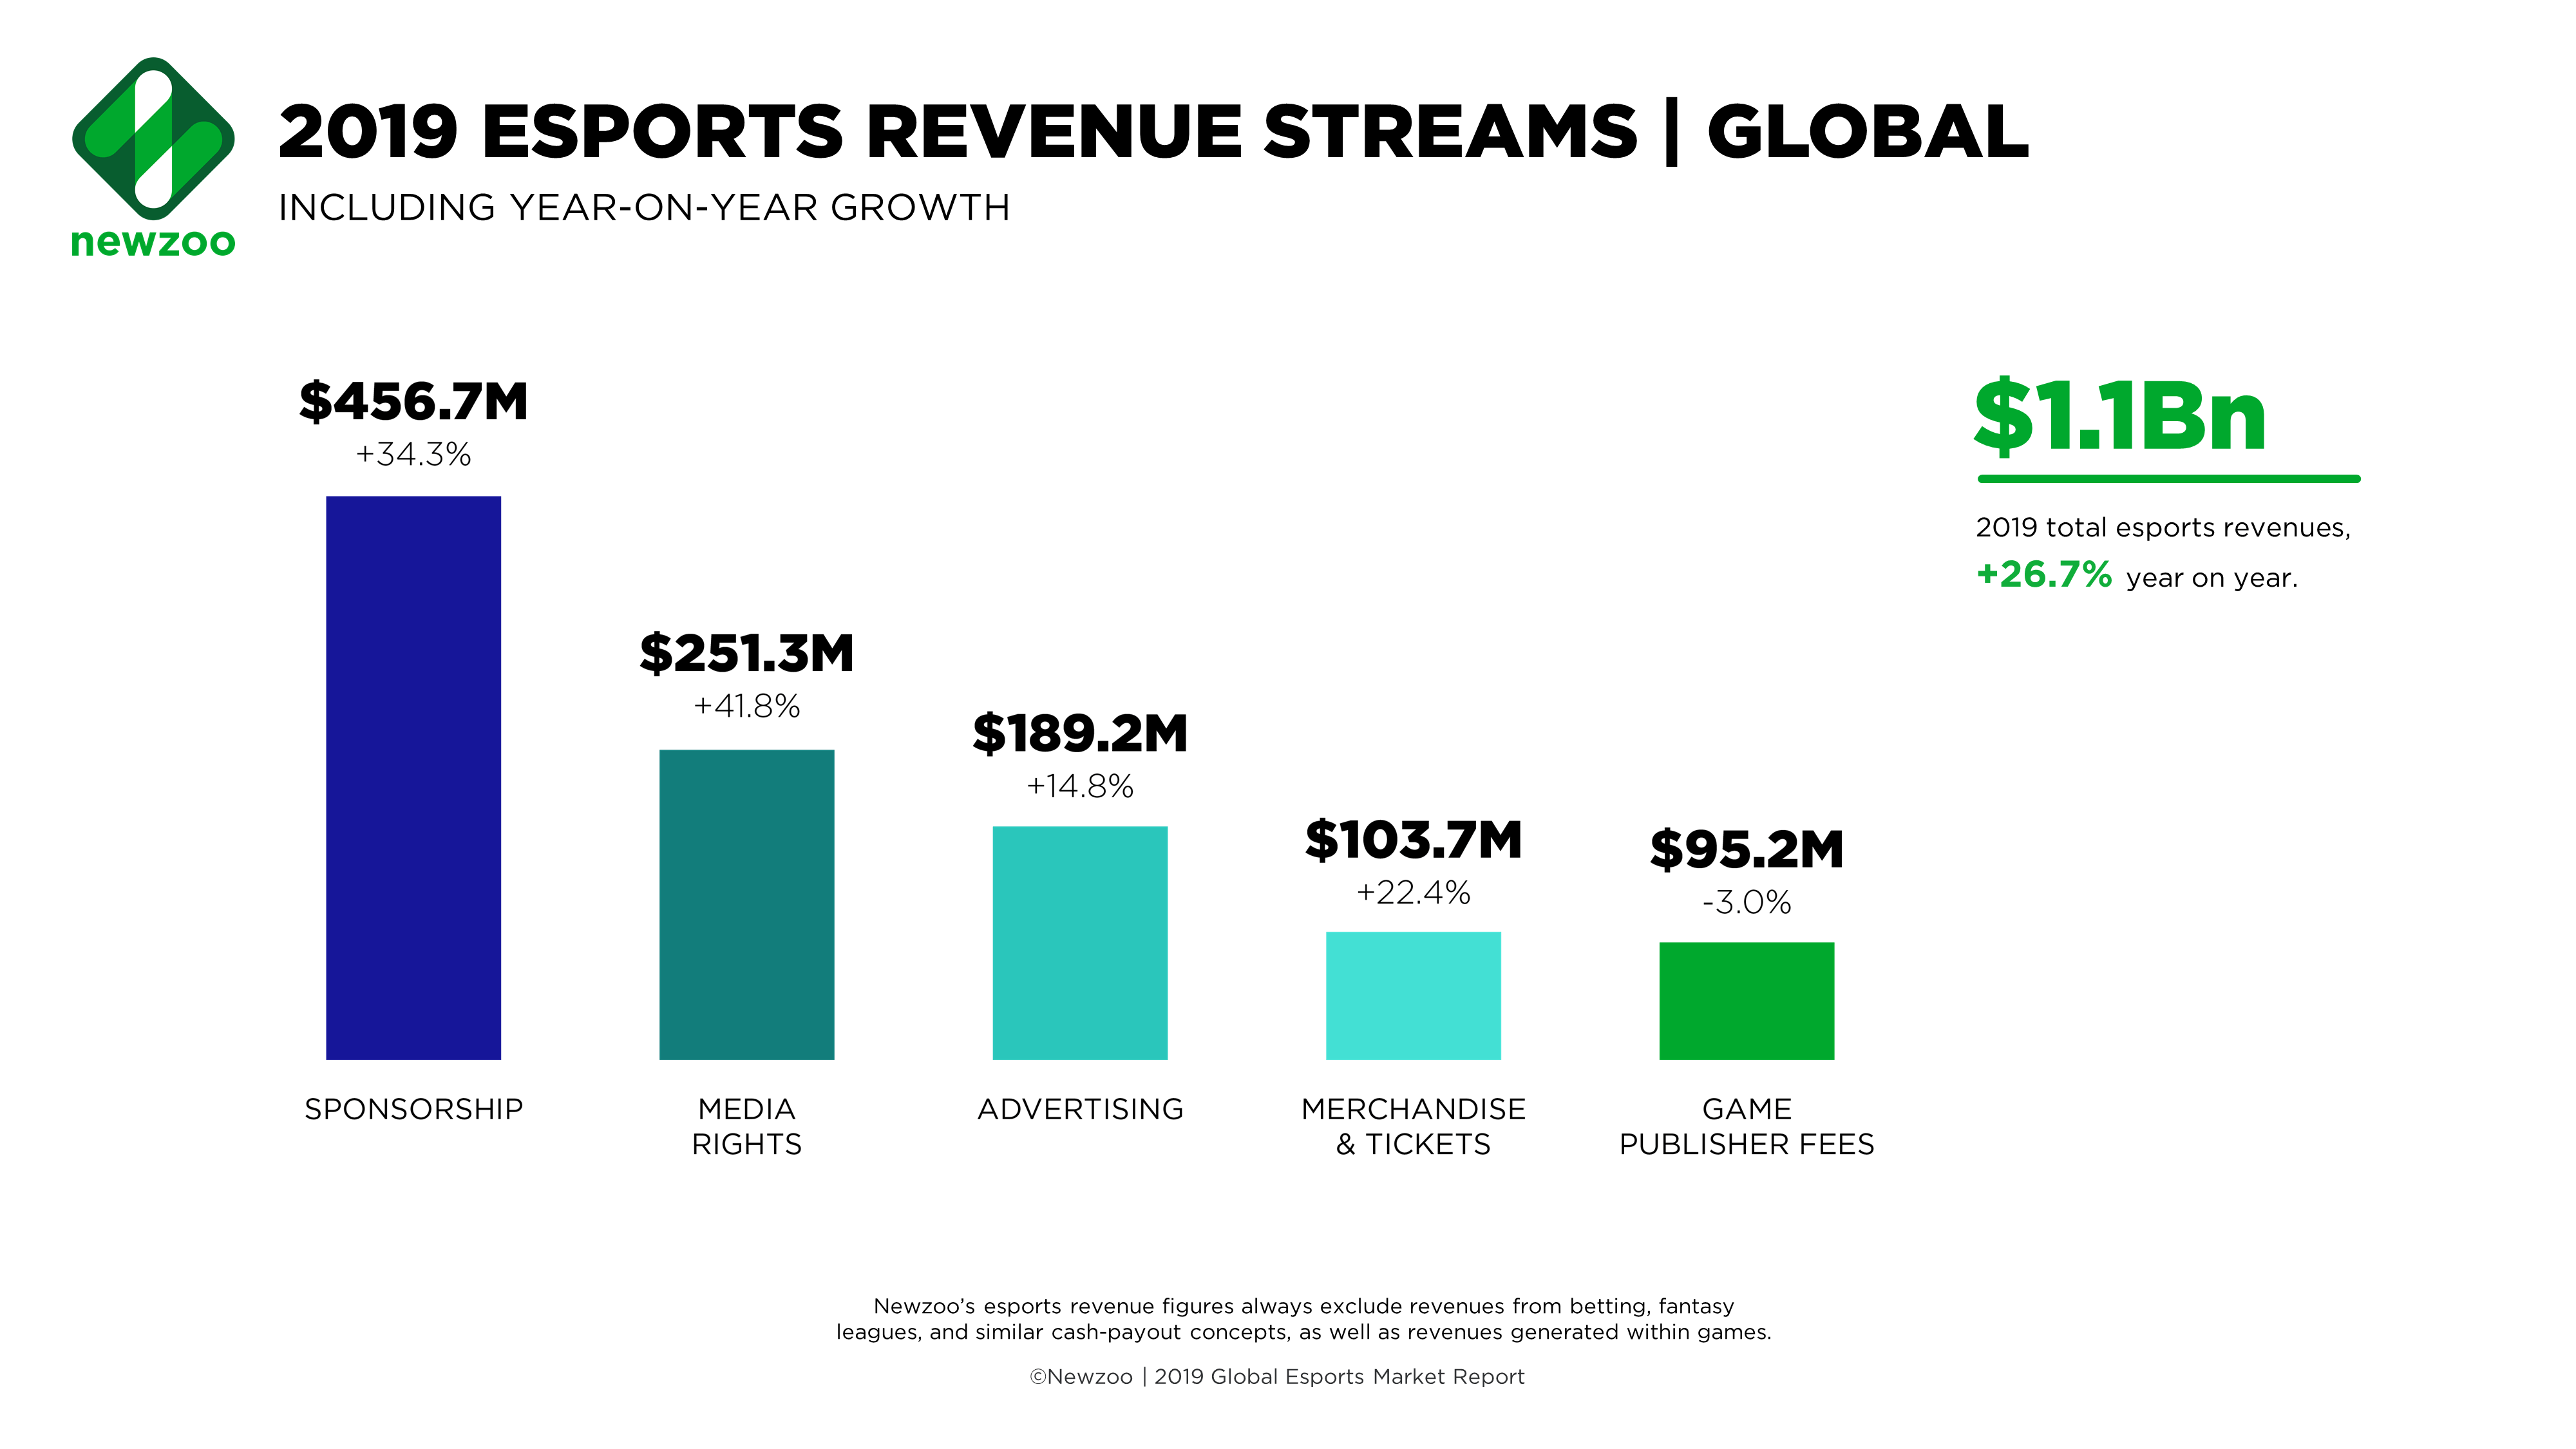 newzoo
2019 ESPORTS REVENUE STREAMS | GLOBAL
INCLUDING YEAR-ON-YEAR GROWTH
$456.7M
+34.3%
SPONSORSHIP
$251.3M
+41.8%
MEDIA
RIGHTS
$189.2M
+14.8%
ADVERTISING
$103.7M
+22.4%
MERCHANDISE
& TICKETS
$95.2M
-3.0%
GAME
PUBLISHER FEES
$1.1Bn
2019 total esports revenues,
+26.7% year on year.
Newzoo’s esports revenue figures always exclude revenues from betting, fantasy
leagues, and similar cash-payout concepts, as well as revenues generated within games.
©Newzoo | 2019 Global Esports Market Report